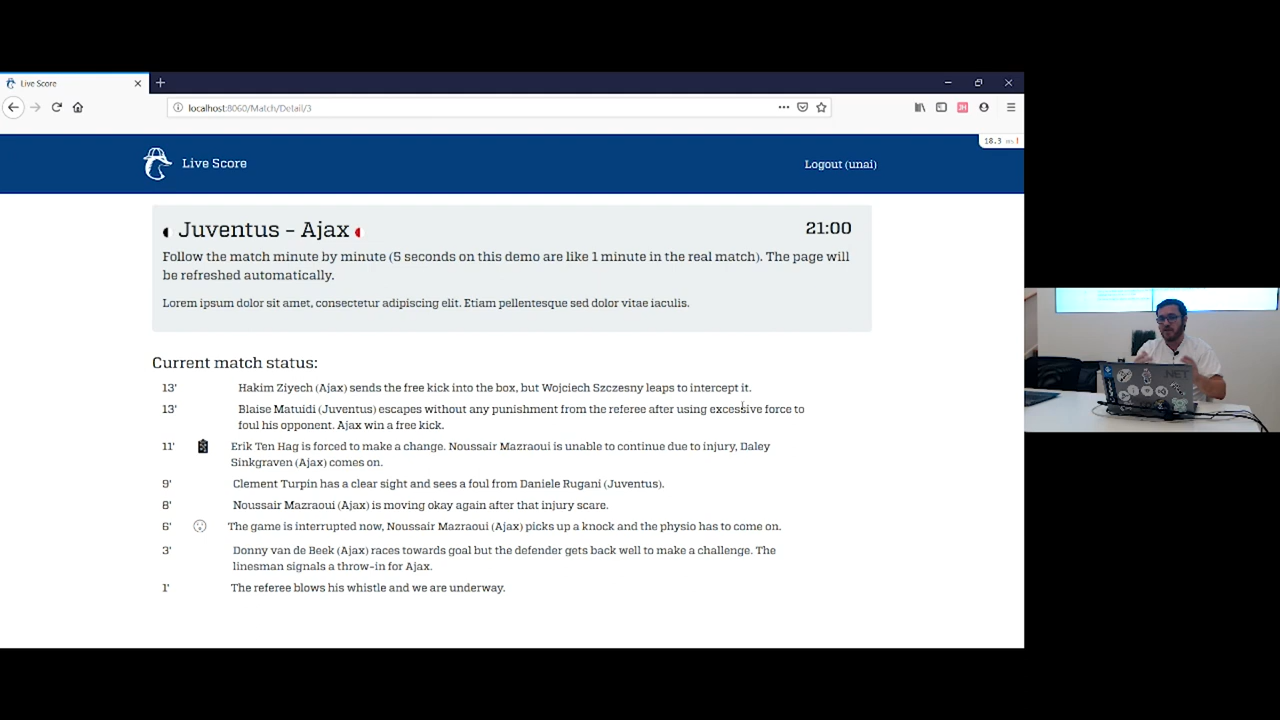 Live Score
localhost:8060/Match/Detail/3
18.3 ms 1
Live Score
Logout (unai)
Juventus - Ajax
21:00
Follow the match minute by minute (5 seconds on this demo are like 1 minute in the real match). The page will
be refreshed automatically.
Lorem ipsum dolor sit amet, consectetur adipiscing elit. Etiam pellentesque sed dolor vitae iaculis.
Current match status:
13' Hakim Ziyech (Ajax) sends the free kick into the box, but Wojciech Szczesny leaps to intercept it.
13' Blaise Matuidi (Juventus) escapes without any punishment from the referee after using excessive force to
foul his opponent. Ajax win a free kick.
11' Erik Ten Hag is forced to make a change. Noussair Mazraoui is unable to continue due to injury, Daley
Sinkgraven (Ajax) comes on.
9' Clement Turpin has a clear sight and sees a foul from Daniele Rugani (Juventus).
8' Noussair Mazraoui (Ajax) is moving okay again after that injury scare.
6' The game is interrupted now, Noussair Mazraoui (Ajax) picks up a knock and the physio has to come on.
3' Donny van de Beek (Ajax) races towards goal but the defender gets back well to make a challenge. The
linesman signals a throw-in for Ajax.
1' The referee blows his whistle and we are underway.
.NET